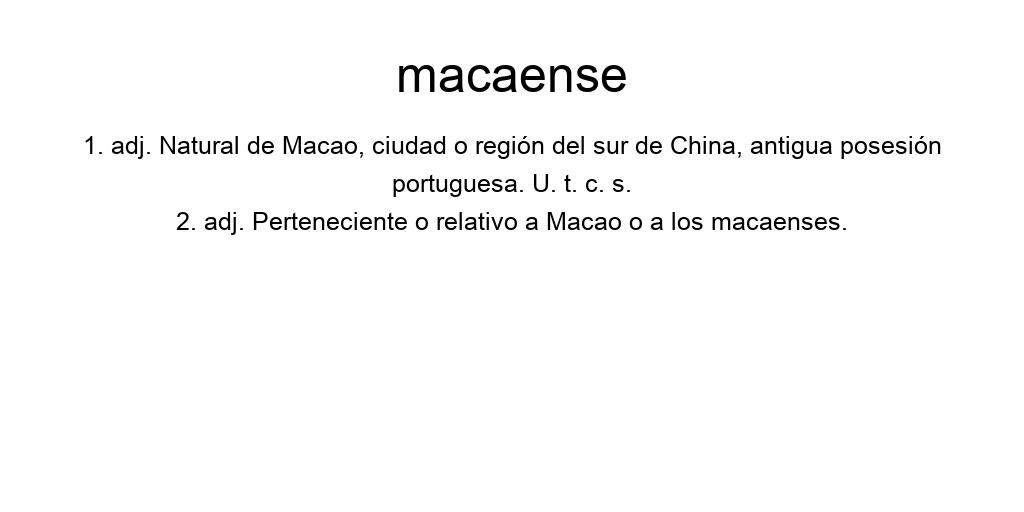 macaense
1. adj. Natural de Macao, ciudad o región del sur de China, antigua posesión
portuguesa. U. t. c. s.
2. adj. Perteneciente o relativo a Macao o a los macaenses.